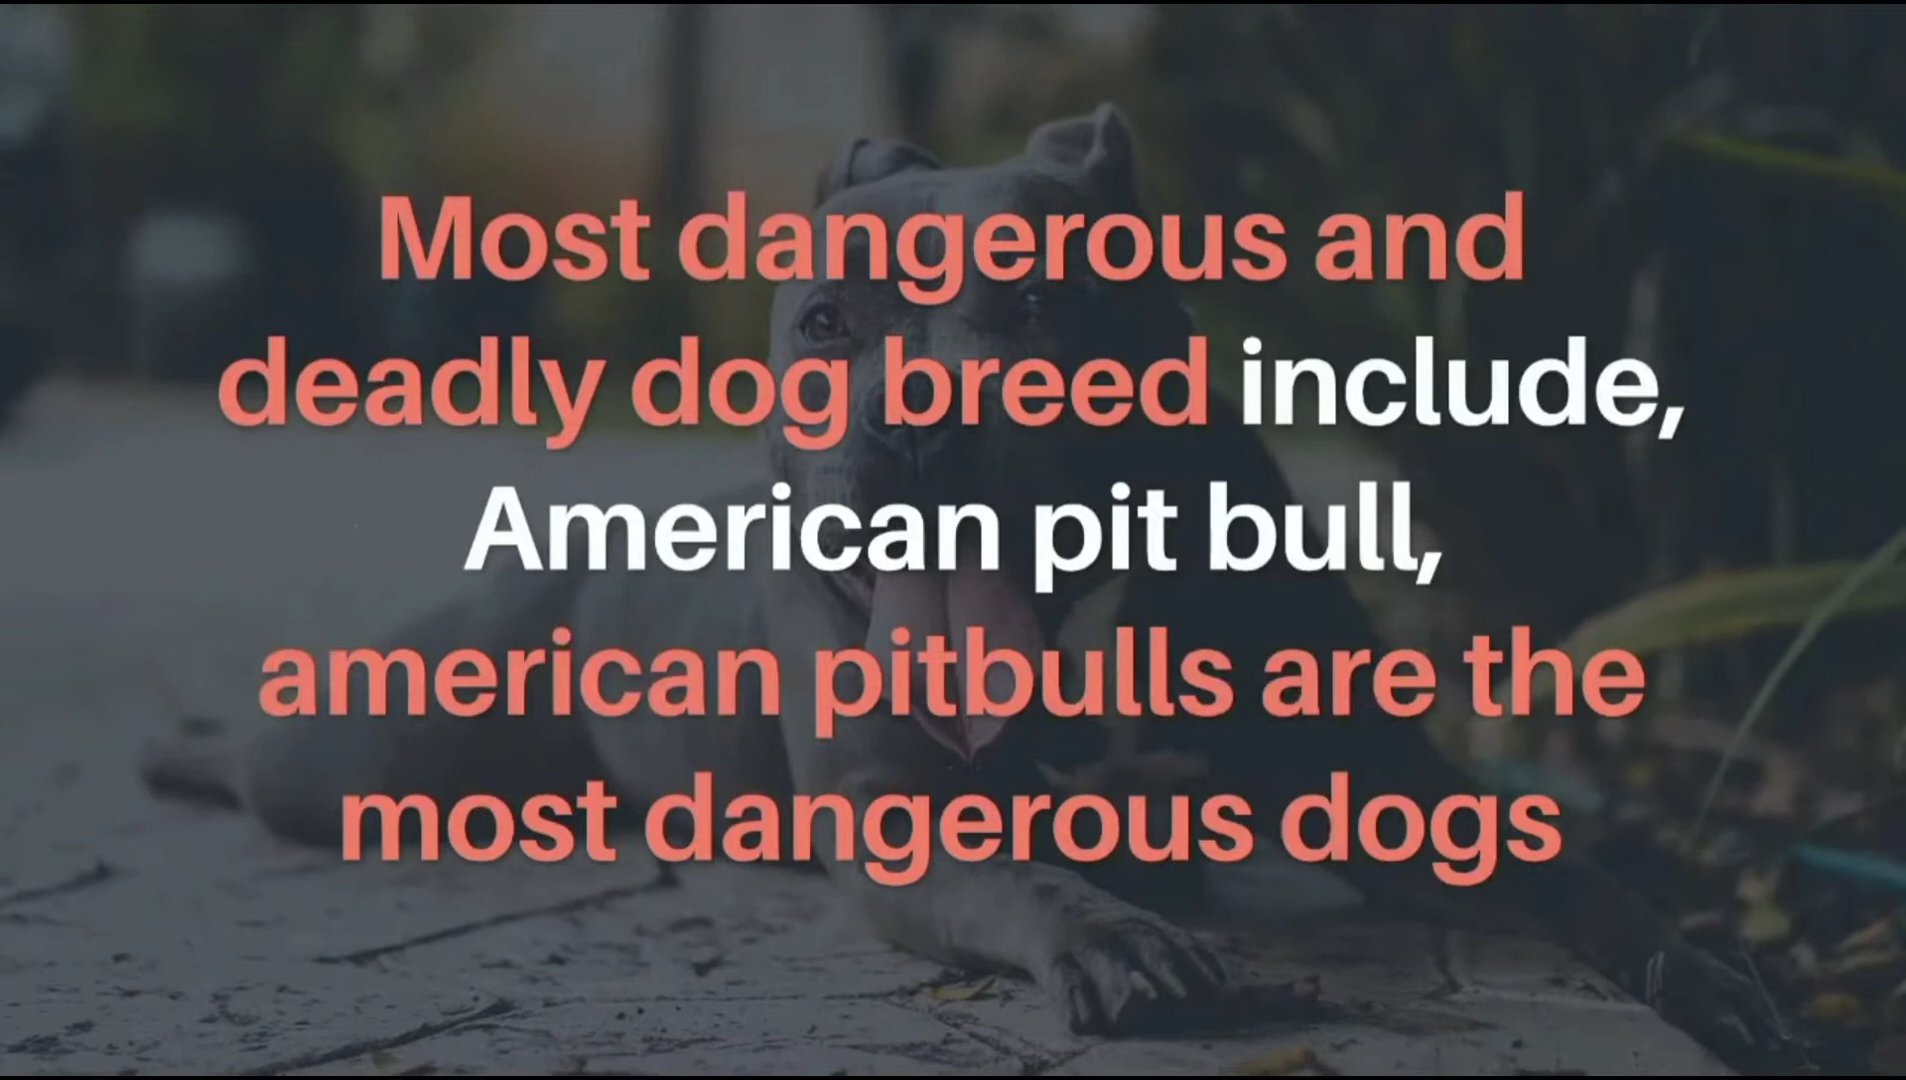 Most dangerous and
deadly dog breed include,
American pit bull,
american pitbulls are the
most dangerous dogs